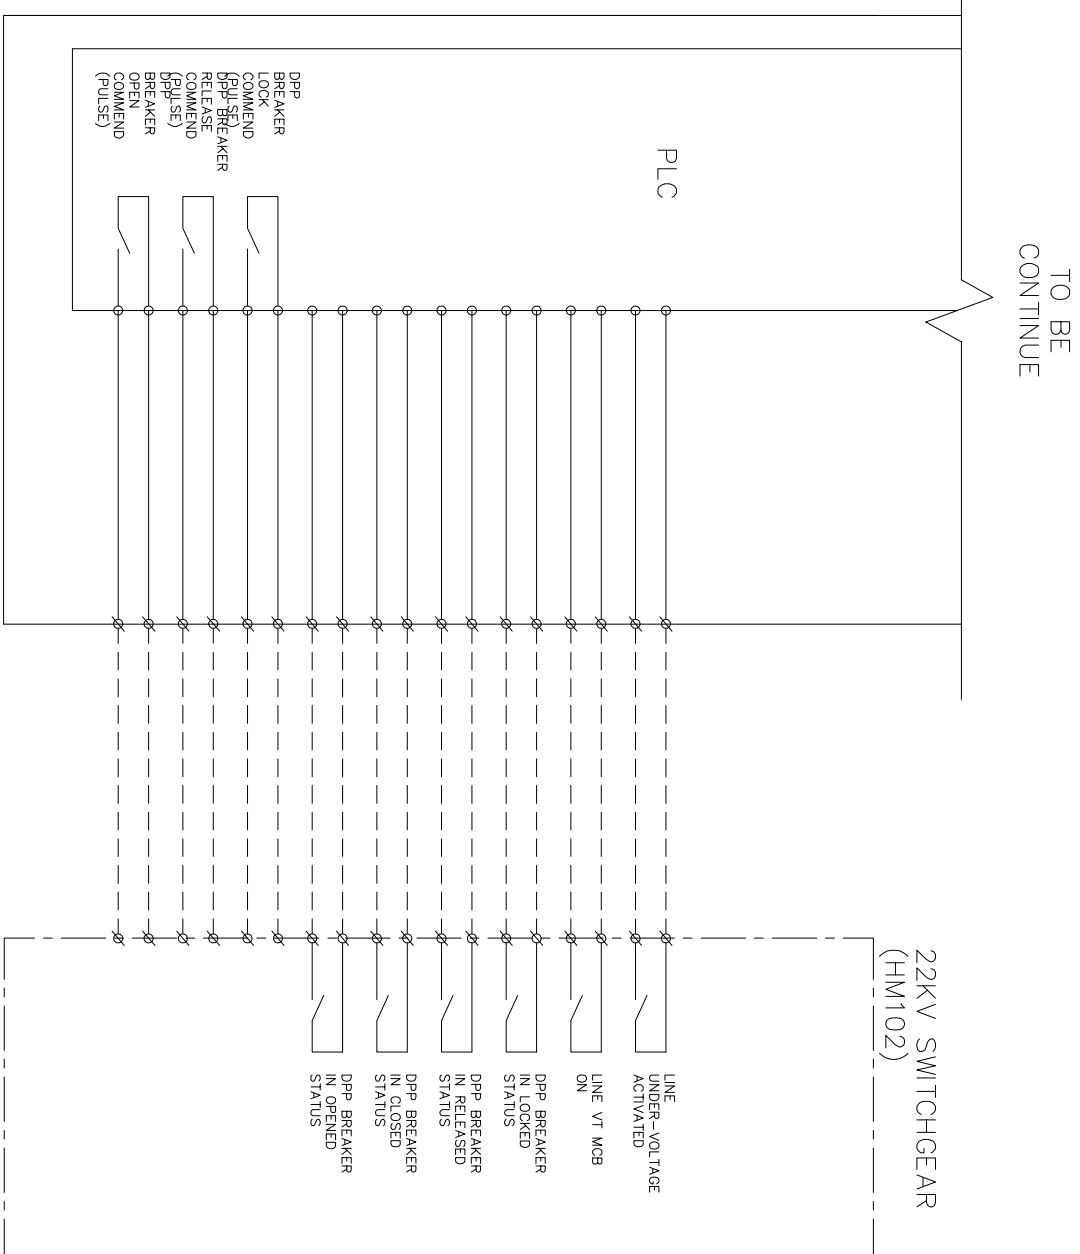 TO BE
CONTINUE
PLC
22KV SWITCHGEAR
(HM102)
LINE
UNDER-VOLTAGE
ACTIVATED
LINE VT MCB
ON
DPP BREAKER
IN LOCKED
STATUS
DPP BREAKER
IN RELEASED
STATUS
DPP BREAKER
IN CLOSED
STATUS
DPP BREAKER
IN OPENED
STATUS
DPP
BREAKER
LOCK
COMMEND
(PULSE)
DPP BREAKER
RELEASE
COMMEND
(PULSE)
DPP
BREAKER
OPEN
COMMEND
(PULSE)